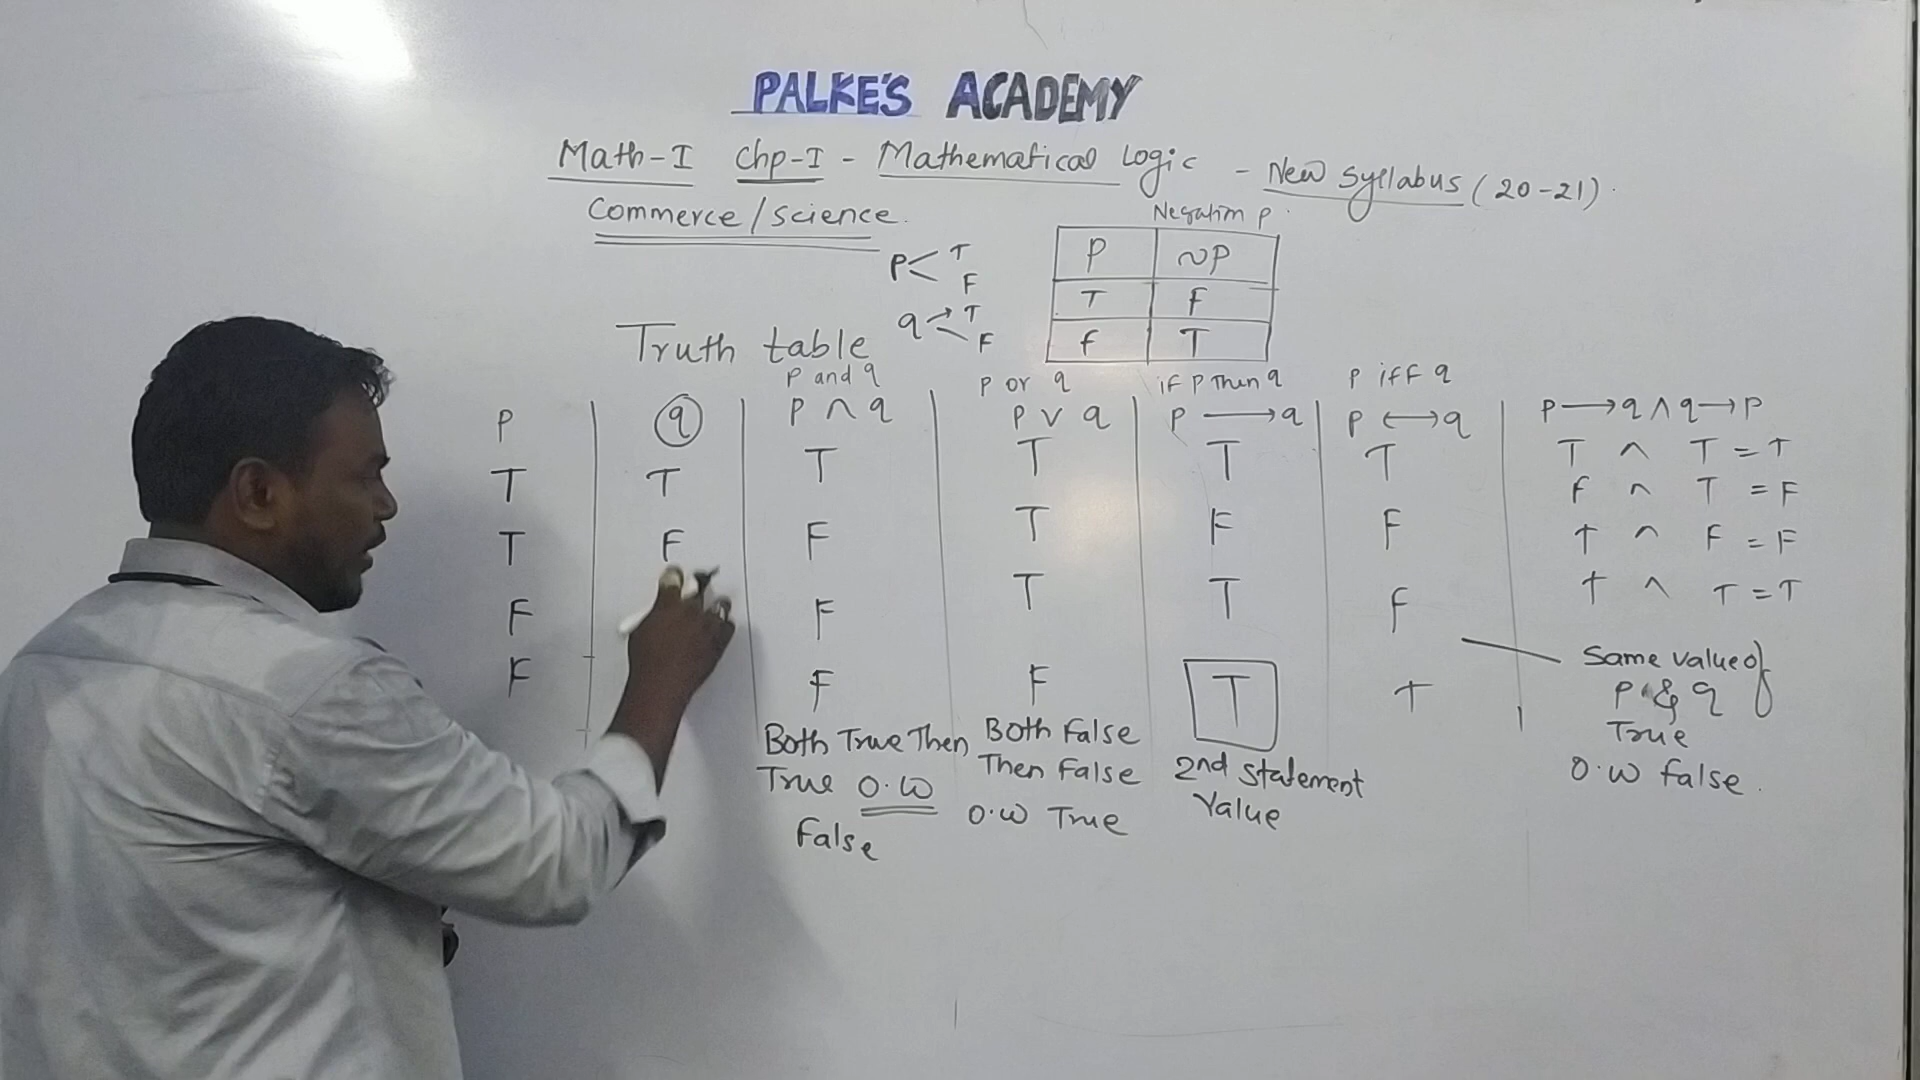 PALKE'S ACADEMY
Math-I Chp-I - Mathematical Logic - New Syllabus (20-21).
Commerce/Science.
Negation p.
P ~P
T F
F T
P < T
F
q → T
F
Truth table
P and q P or q if P Then q P iff q
P q P ∧ q P ∨ q P → q P ↔ q P → q ∧ q → P
T T T T T T T ∧ T = T
T F F T F F F ∧ T = F
F F T T F T ∧ F = F
F F F T T T ∧ T = T
Both True Then
True O.W
False
Both False
Then False
O.W True
2nd Statement
Value
Same value of
P & q
True
O.W False.